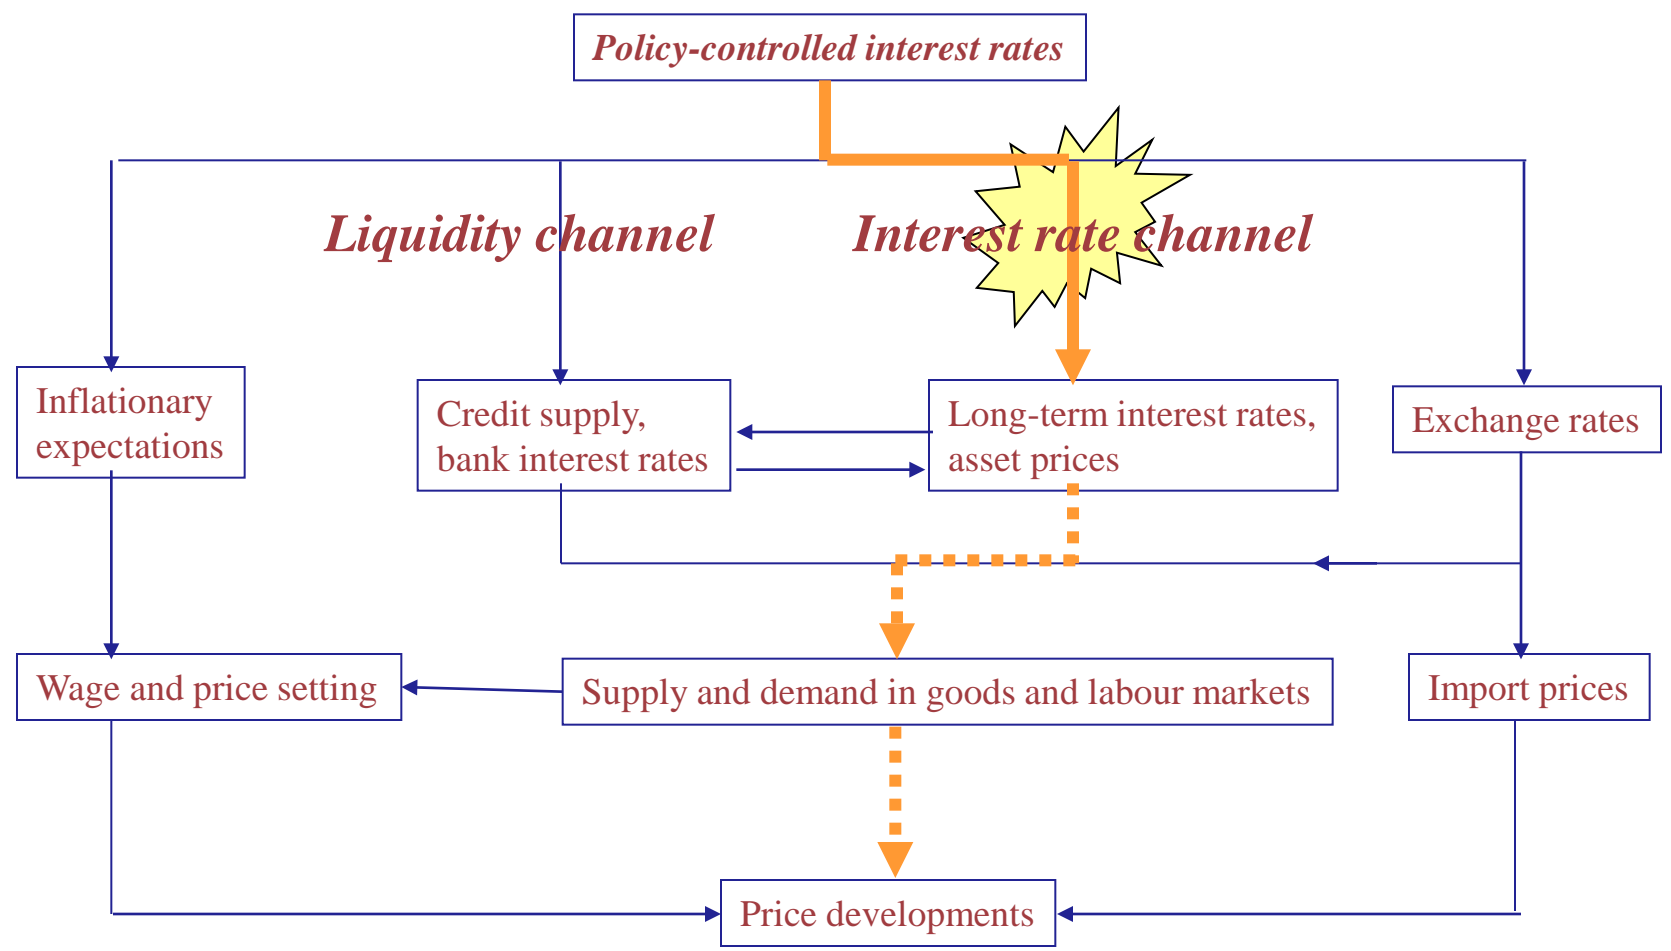 Policy-controlled interest rates
Liquidity channel
Interest rate channel
Inflationary
expectations
Credit supply,
bank interest rates
Long-term interest rates,
asset prices
Exchange rates
Wage and price setting
Supply and demand in goods and labour markets
Import prices
Price developments